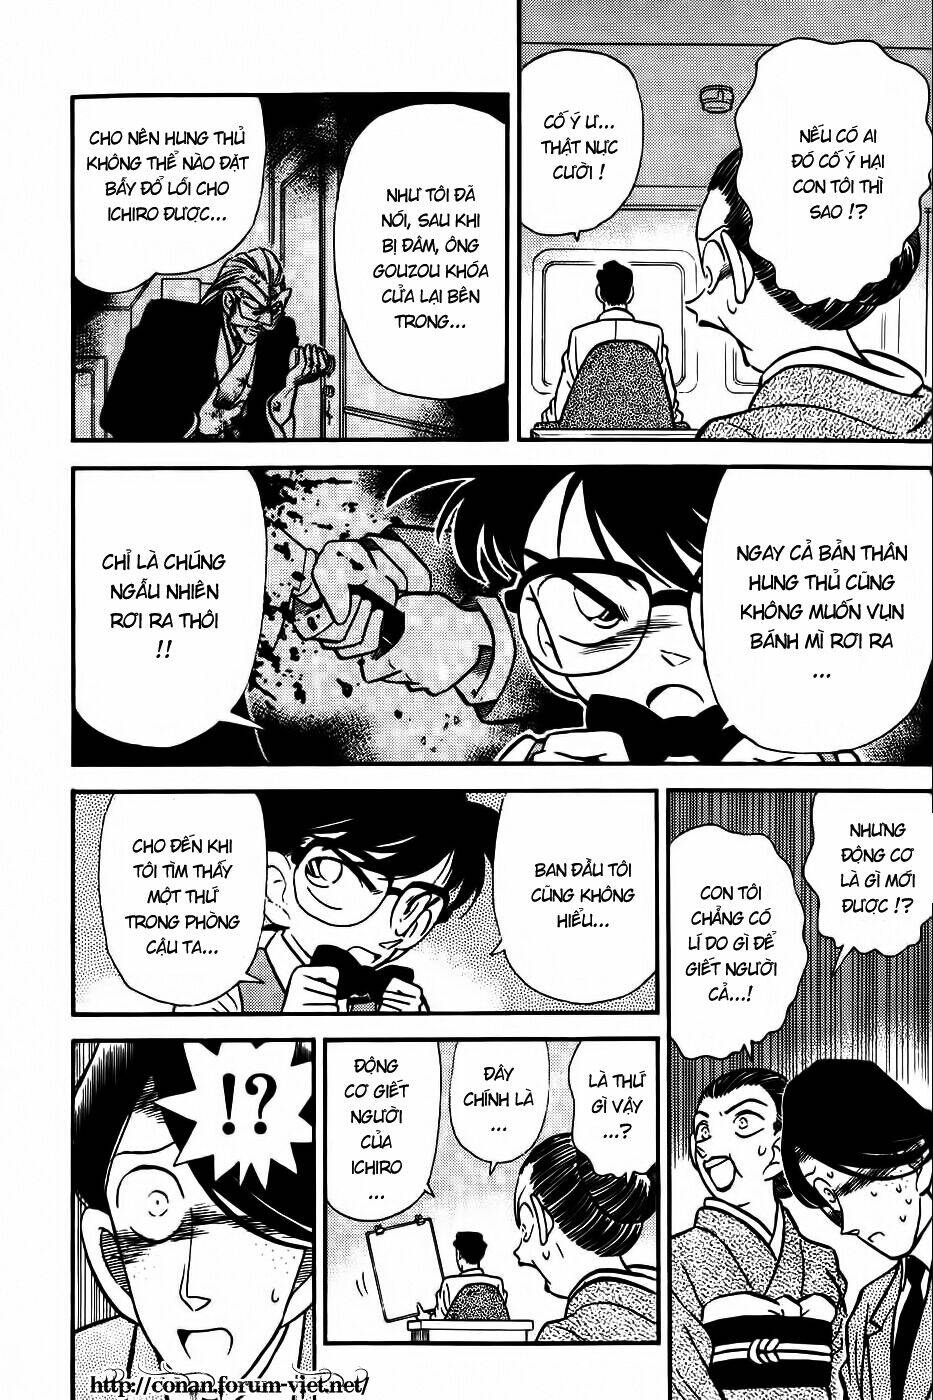 NẾU CÓ AI
ĐÓ CỐ Ý HẠI
CON TÔI THÌ
SAO !?
CỐ Ý Ư...
THẬT NỰC
CƯỜI !
NHƯ TÔI ĐÃ
NÓI, SAU KHI
BỊ ĐÂM, ÔNG
GOUZOU KHÓA
CỬA LẠI BÊN
TRONG...
CHO NÊN HUNG THỦ
KHÔNG THỂ NÀO ĐẶT
BẪY ĐỔ LỖI CHO
ICHIRO ĐƯỢC...
NGAY CẢ BẢN THÂN
HUNG THỦ CŨNG
KHÔNG MUỐN VỤN
BÁNH MÌ RƠI RA
...
CHỈ LÀ CHÚNG
NGẪU NHIÊN
RƠI RA THÔI
!!
NHƯNG
ĐỘNG CƠ
LÀ GÌ MỚI
ĐƯỢC !?
CON TÔI
CHẲNG CÓ
LÍ DO GÌ ĐỂ
GIẾT NGƯỜI
CẢ...!
BAN ĐẦU TÔI
CŨNG KHÔNG
HIỂU...
CHO ĐẾN KHI
TÔI TÌM THẤY
MỘT THỨ
TRONG PHÒNG
CẬU TA...
LÀ THỨ
GÌ VẬY
...?
ĐÂY
CHÍNH LÀ
...
ĐỘNG
CƠ GIẾT
NGƯỜI
CỦA
ICHIRO
...
!?
http://conan.forum-viet.net/